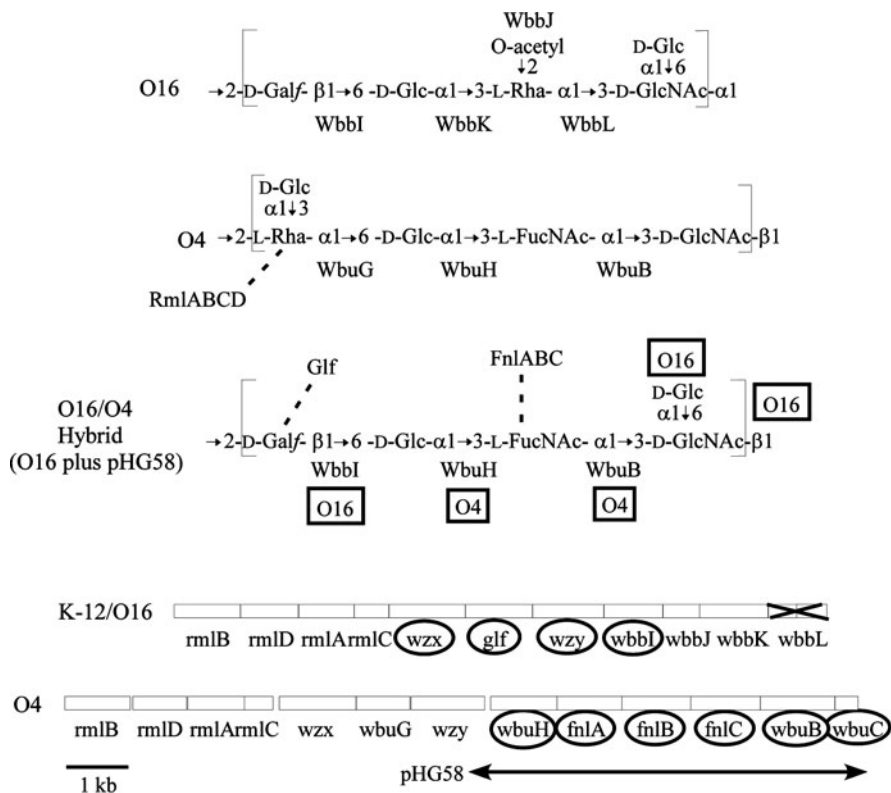 WbbJ
O-acetyl D-Glc
↓2 α1↓6
O16 →2-D-Galf- β1→6 -D-Glc-α1→3-L-Rha- α1→3-D-GlcNAc-α1
WbbI WbbK WbbL
D-Glc
α1↓3
O4 →2-L-Rha- α1→6 -D-Glc-α1→3-L-FucNAc- α1→3-D-GlcNAc-β1
WbuG WbuH WbuB
RmlABCD
Glf FnlABC O16
O16/O4 D-Glc O16
Hybrid α1↓6
(O16 plus pHG58) →2-D-Galf- β1→6 -D-Glc-α1→3-L-FucNAc- α1→3-D-GlcNAc-β1
WbbI WbuH WbuB
O16 O4 O4
K-12/O16
rmlB rmlD rmlA rmlC wzx glf wzy wbbI wbbJ wbbK wbbL
O4
rmlB rmlD rmlA rmlC wzx wbuG wzy wbuH fnlA fnlB fnlC wbuB wbuC
1 kb pHG58